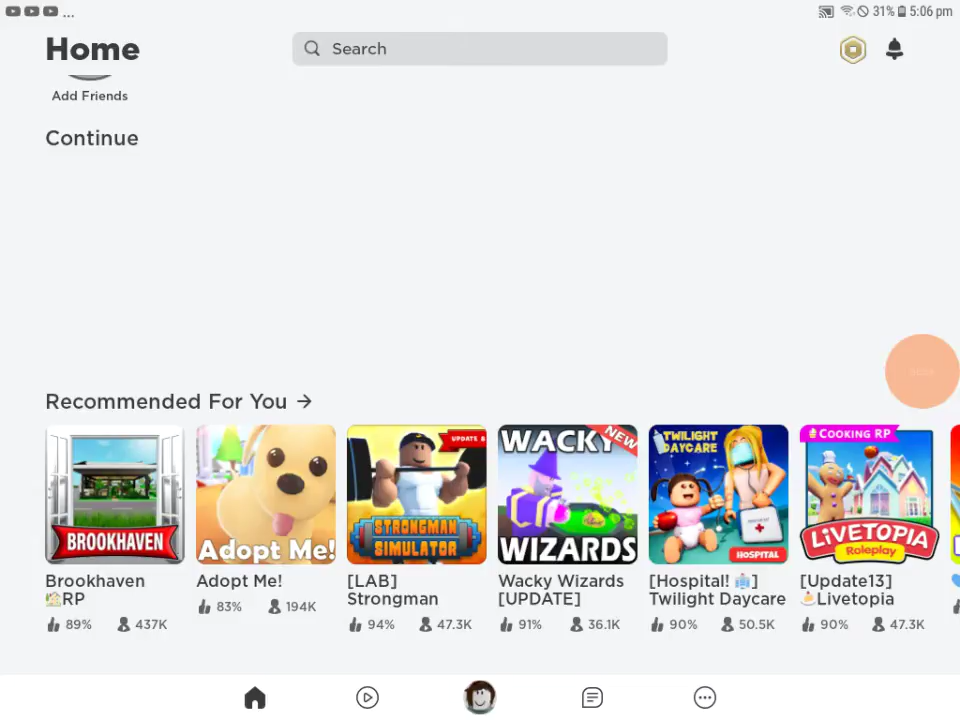 ... 31% 5:06 pm
Home
Search
Add Friends
Continue
Recommended For You →
BROOKHAVEN
Adopt Me!
UPDATE 8
STRONGMAN
SIMULATOR
WACKY
NEW
WIZARDS
TWILIGHT
DAYCARE
HOSPITAL
COOKING RP
LIVETOPIA
Roleplay
Brookhaven
🏡RP
89% 437K
Adopt Me!
83% 194K
[LAB]
Strongman
94% 47.3K
Wacky Wizards
[UPDATE]
91% 36.1K
[Hospital! 🏥]
Twilight Daycare
90% 50.5K
[Update13]
🍰Livetopia
90% 47.3K